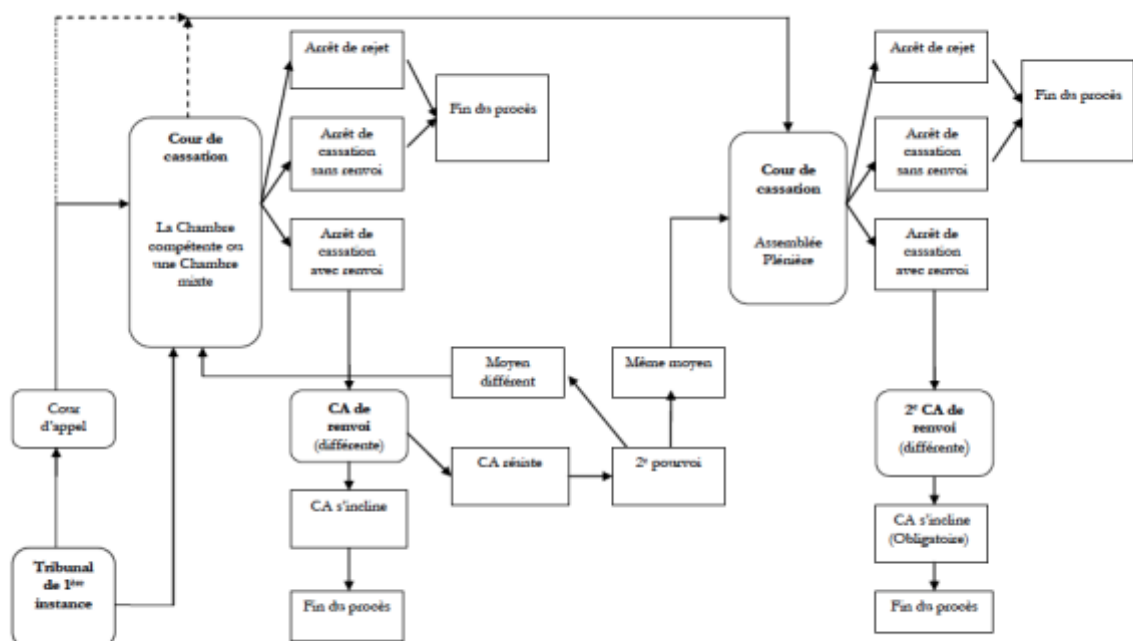 Arrêt de rejet
Fin du procès
Arrêt de
cassation
sans renvoi
Arrêt de
cassation
avec renvoi
Cour de
cassation
La Chambre
compétente ou
une Chambre
mixte
Cour de
cassation
Assemblée
Plénière
Arrêt de rejet
Fin du procès
Arrêt de
cassation
sans renvoi
Arrêt de
cassation
avec renvoi
Moyen
différent
Même moyen
Cour
d'appel
CA de
renvoi
(différente)
CA résiste
2e pourvoi
2e CA de
renvoi
(différente)
CA s'incline
CA s'incline
(Obligatoire)
Tribunal
de 1ère
instance
Fin du procès
Fin du procès